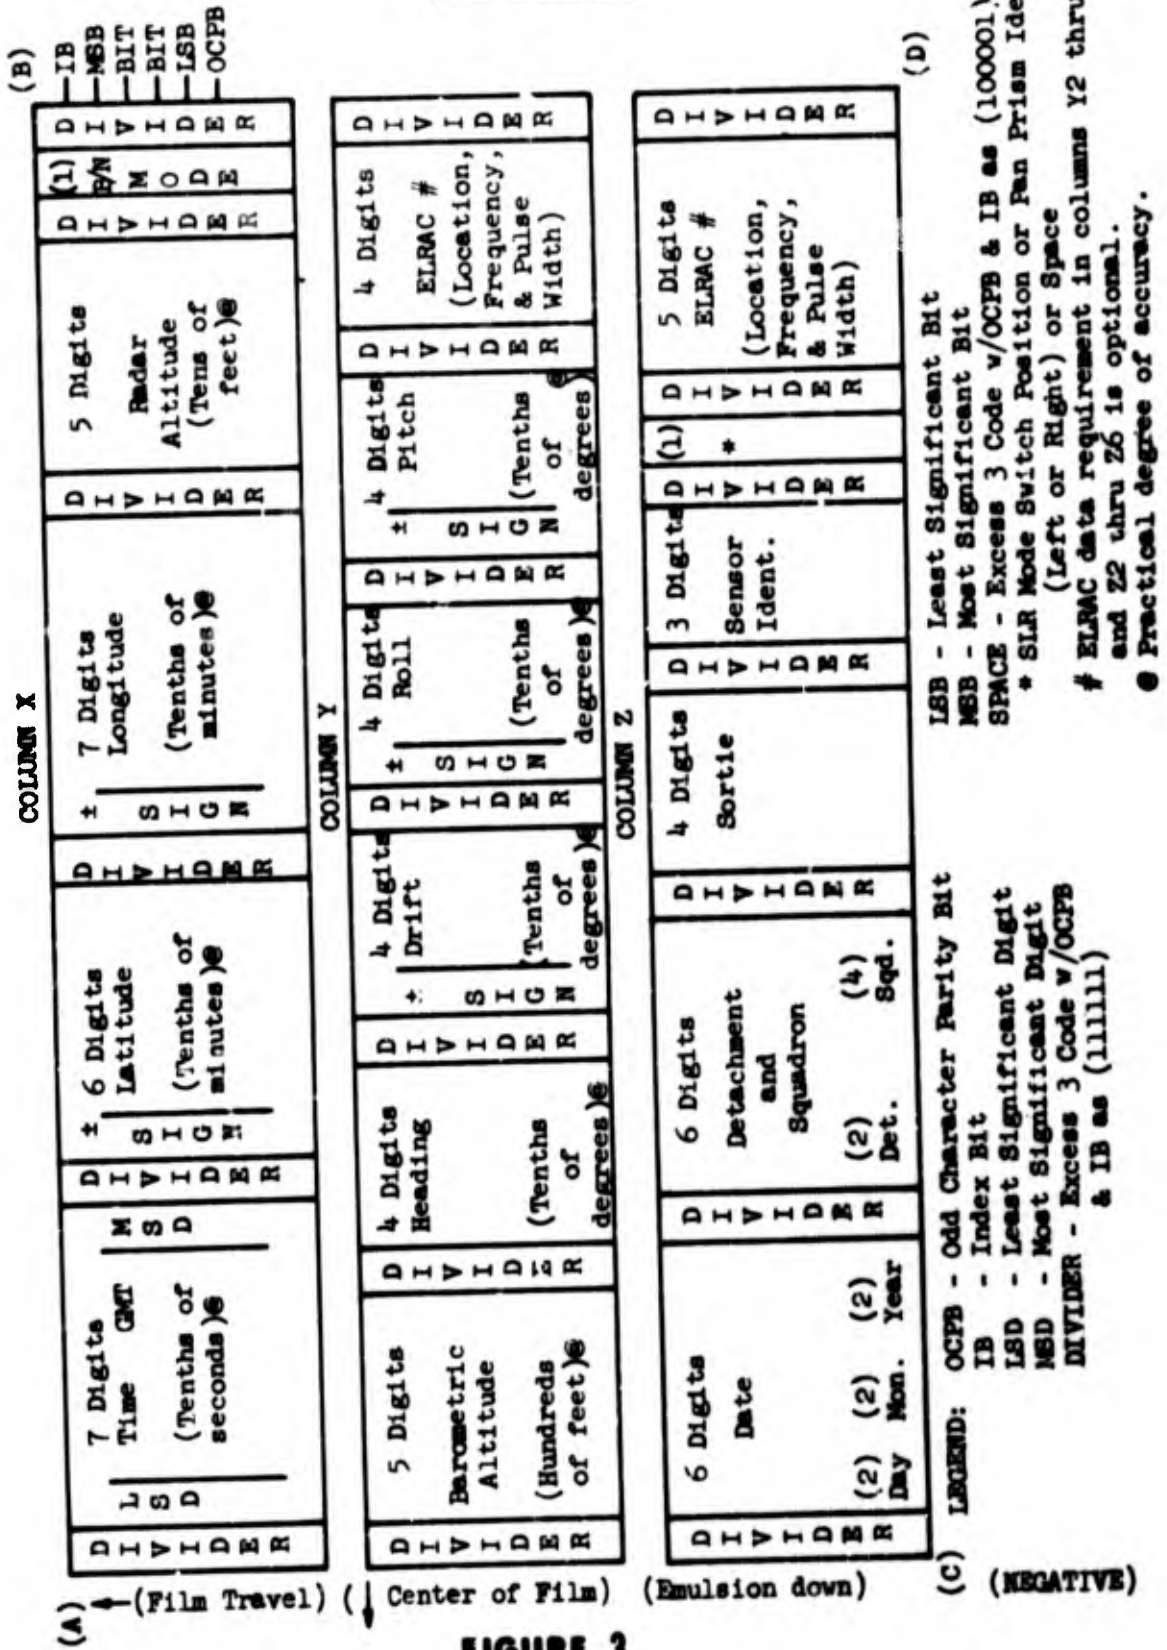 COLUMN X
(A)
(B)
DIVIDER
LSD
7 Digits
Time GMT
(Tenths of
seconds)@
MSD
DIVIDER
±
SIGN
6 Digits
Latitude
(Tenths of
minutes)@
DIVIDER
±
SIGN
7 Digits
Longitude
(Tenths of
minutes)@
DIVIDER
5 Digits
Radar
Altitude
(Tens of
feet)@
DIVIDER
(1)
B/N
MODE
DIVIDER
IB
MSB
BIT
BIT
LSB
OCPB
(Film Travel)
COLUMN Y
DIVIDER
5 Digits
Barometric
Altitude
(Hundreds
of feet)@
DIVIDER
4 Digits
Heading
(Tenths
of
degrees)@
DIVIDER
±
SIGN
4 Digits
Drift
(Tenths
of
degrees)@
DIVIDER
±
SIGN
4 Digits
Roll
(Tenths
of
degrees)@
DIVIDER
±
SIGN
4 Digits
Pitch
(Tenths
of
degrees)@
DIVIDER
4 Digits
ELRAC #
(Location,
Frequency,
& Pulse
Width)
DIVIDER
(Center of Film)
COLUMN Z
DIVIDER
6 Digits
Date
(2) (2) (2)
Day Mon. Year
DIVIDER
6 Digits
Detachment
and
Squadron
(2) (4)
Det. Sqd.
DIVIDER
4 Digits
Sortie
DIVIDER
3 Digits
Sensor
Ident.
DIVIDER
(1)
*
DIVIDER
5 Digits
ELRAC #
(Location,
Frequency,
& Pulse
Width)
DIVIDER
(Emulsion down)
(C)
(D)
LEGEND: OCPB - Odd Character Parity Bit
IB - Index Bit
LSD - Least Significant Digit
MSD - Most Significant Digit
DIVIDER - Excess 3 Code w/OCPB
& IB as (111111)
LSB - Least Significant Bit
MSB - Most Significant Bit
SPACE - Excess 3 Code w/OCPB & IB as (100001)
* SLR Mode Switch Position or Pan Prism Ide
(Left or Right) or Space
# ELRAC data requirement in columns Y2 thru
and Z2 thru Z6 is optional.
@ Practical degree of accuracy.
(NEGATIVE)
FIGURE 2